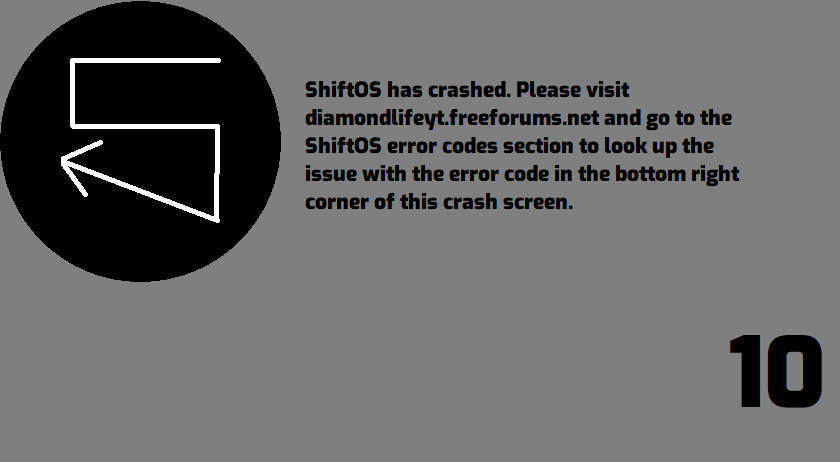 ShiftOS has crashed. Please visit
diamondlifeyt.freeforums.net and go to the
ShiftOS error codes section to look up the
issue with the error code in the bottom right
corner of this crash screen.
10